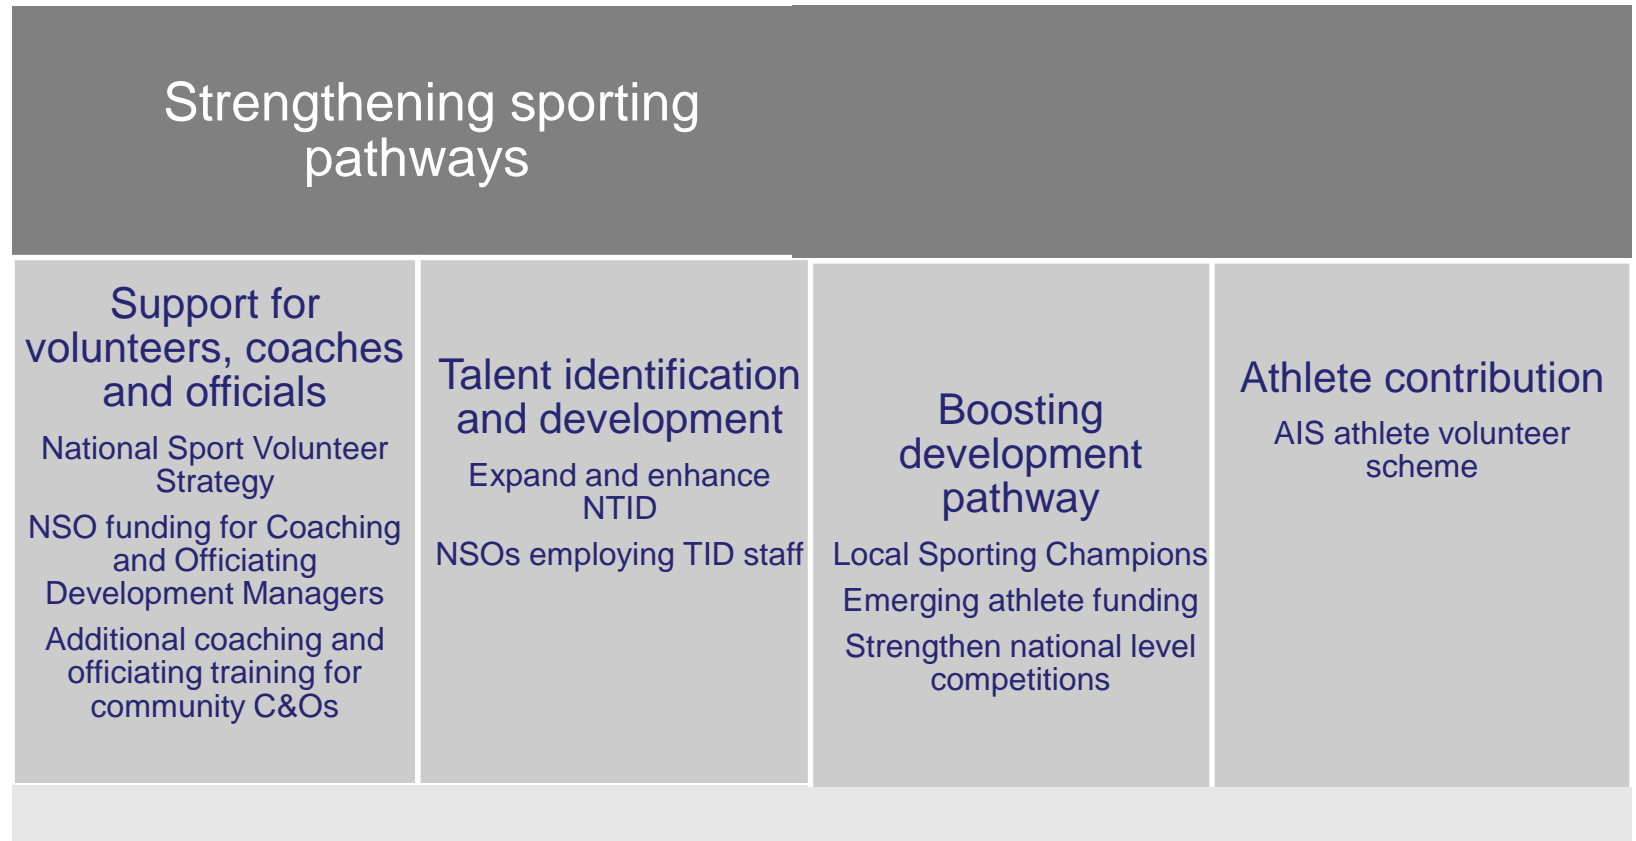 Strengthening sporting
pathways
Support for
volunteers, coaches
and officials
National Sport Volunteer
Strategy
NSO funding for Coaching
and Officiating
Development Managers
Additional coaching and
officiating training for
community C&Os
Talent identification
and development
Expand and enhance
NTID
NSOs employing TID staff
Boosting
development
pathway
Local Sporting Champions
Emerging athlete funding
Strengthen national level
competitions
Athlete contribution
AIS athlete volunteer
scheme